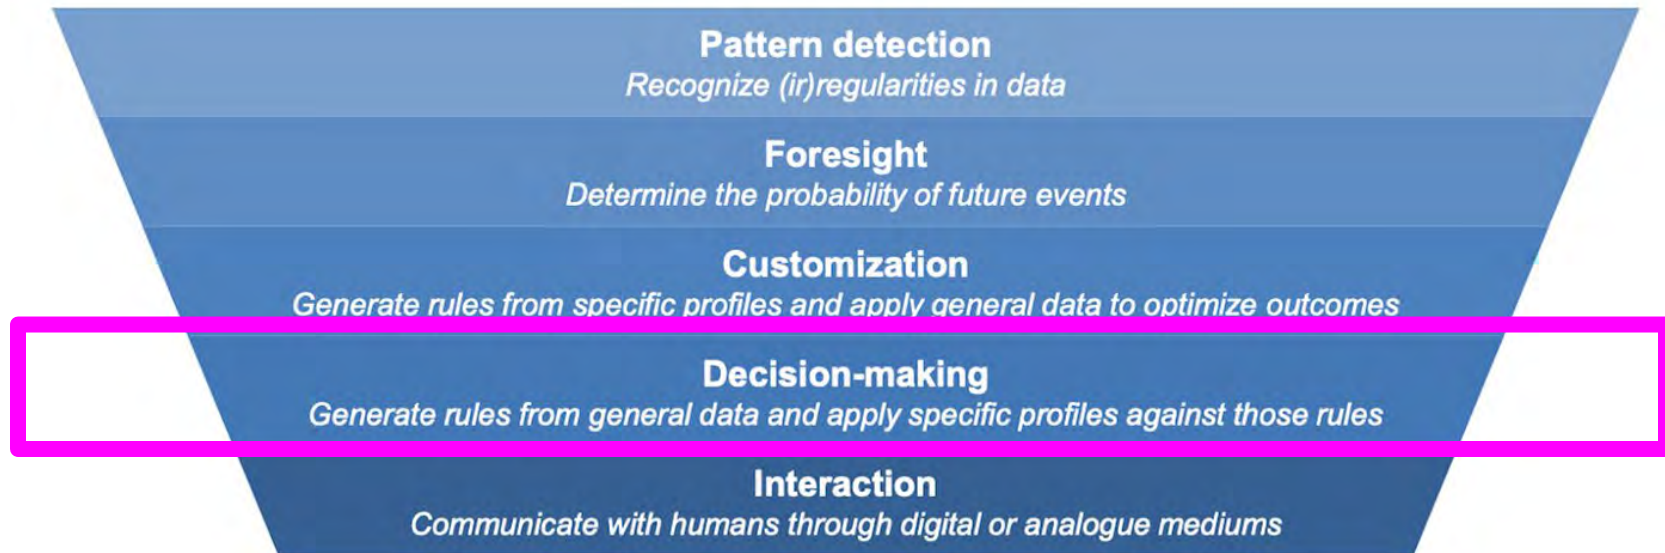 Pattern detection
Recognize (ir)regularities in data
Foresight
Determine the probability of future events
Customization
Generate rules from specific profiles and apply general data to optimize outcomes
Decision-making
Generate rules from general data and apply specific profiles against those rules
Interaction
Communicate with humans through digital or analogue mediums